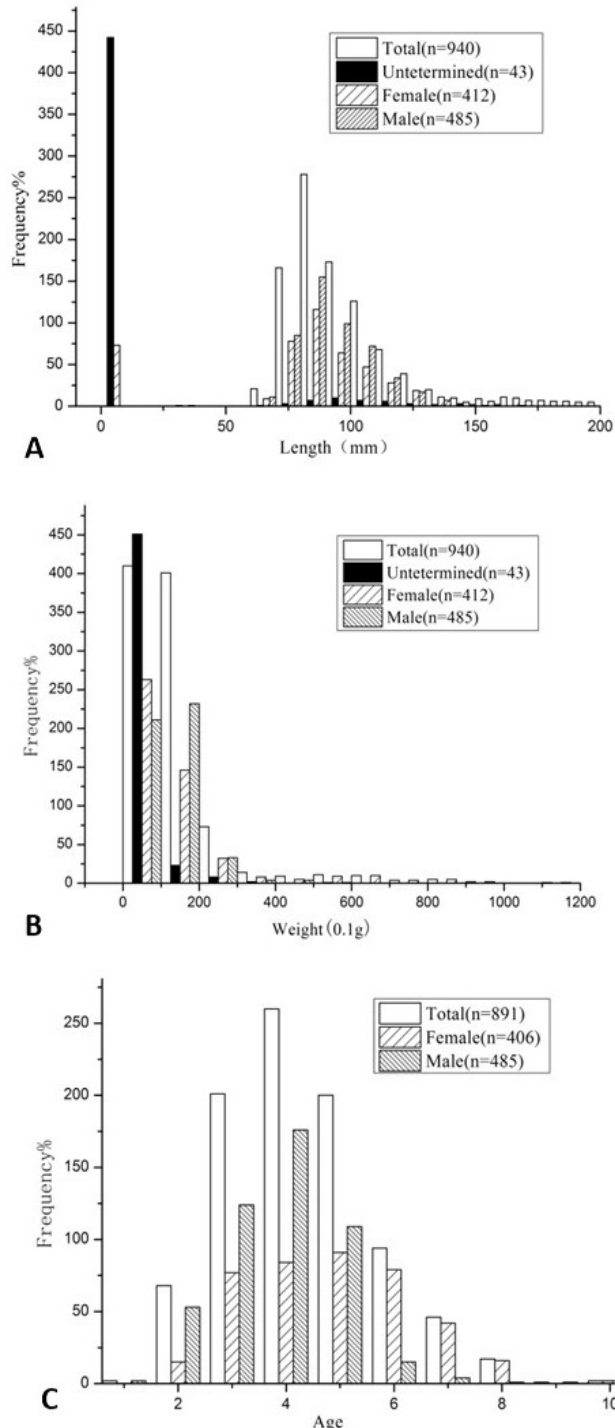 Total(n=940)
Untetermined(n=43)
Female(n=412)
Male(n=485)
450
400
350
300
250
200
150
100
50
0
Frequency%
0 50 100 150 200
Length(mm)
A
Total(n=940)
Untetermined(n=43)
Female(n=412)
Male(n=485)
450
400
350
300
250
200
150
100
50
0
Frequency%
0 200 400 600 800 1000 1200
Weight(0.1g)
B
Total(n=891)
Female(n=406)
Male(n=485)
250
200
150
100
50
0
Frequency%
2 4 6 8 10
Age
C